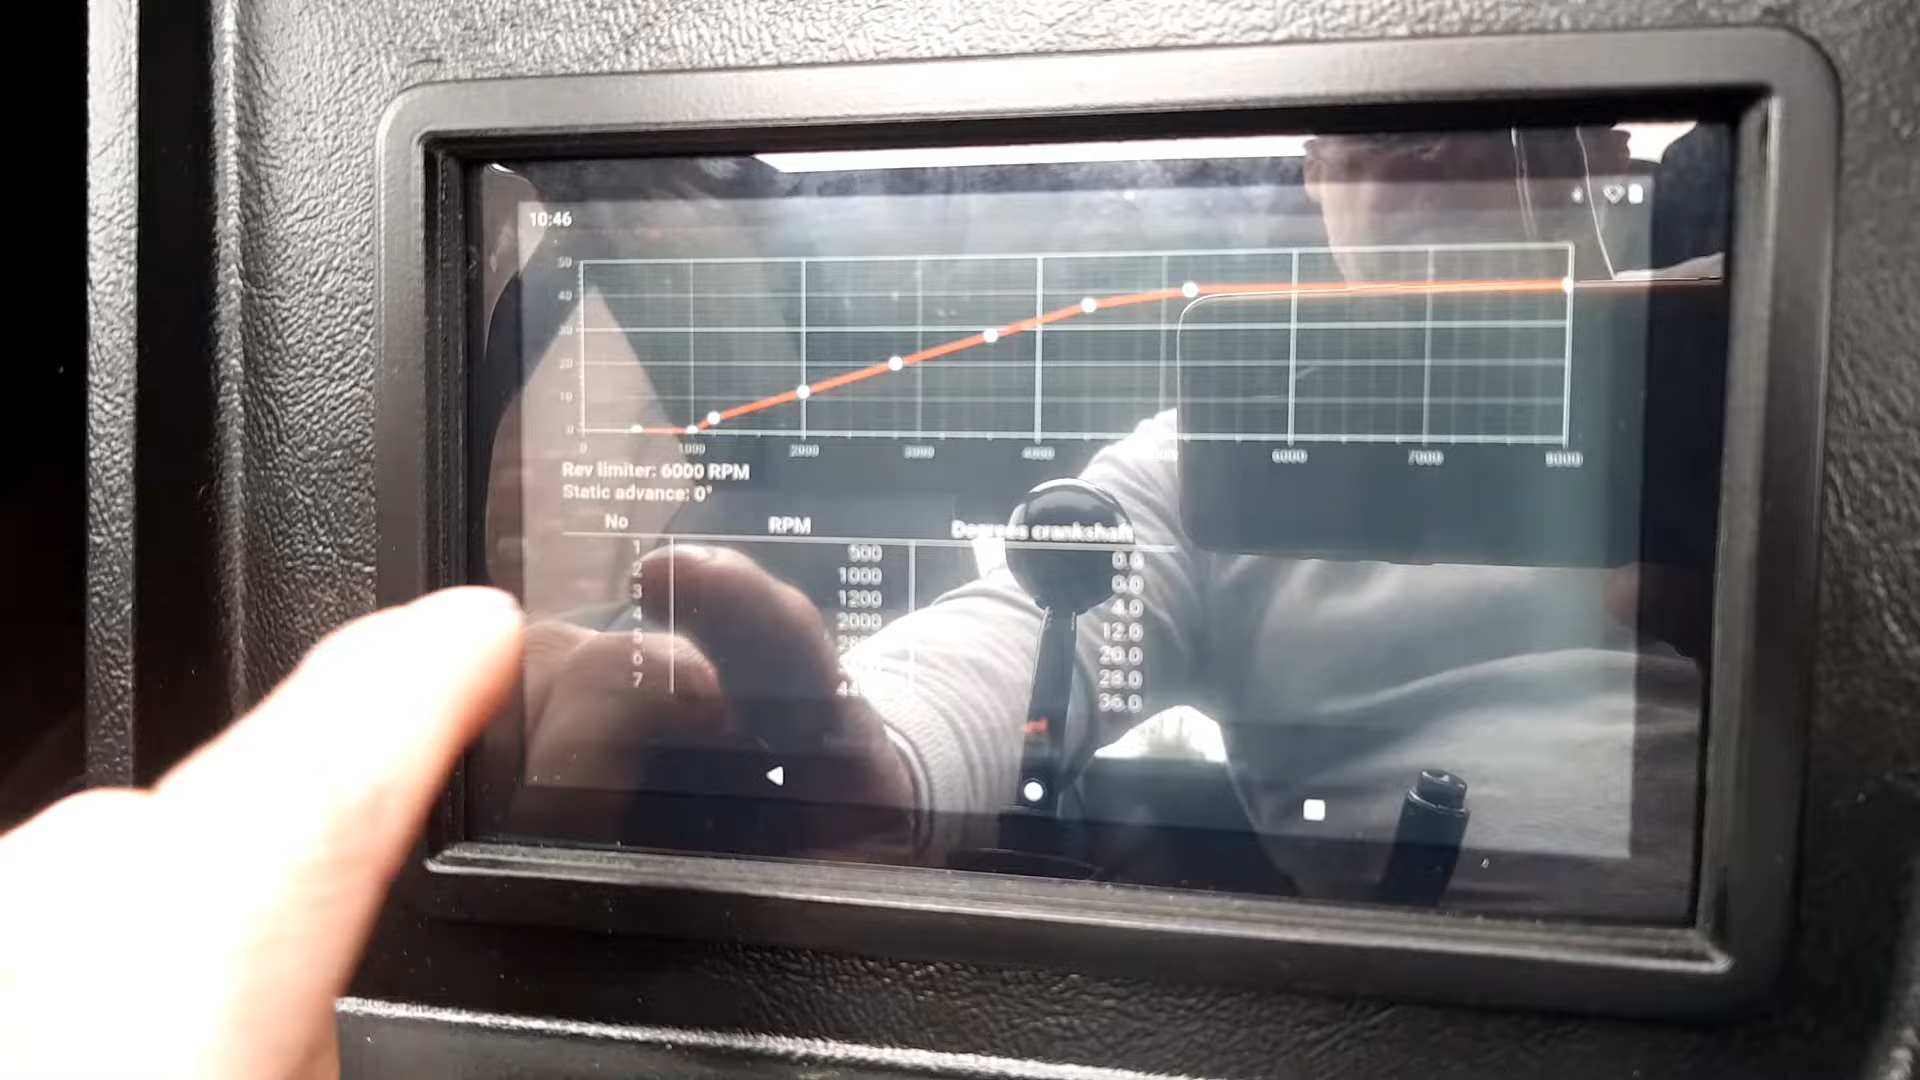 10:46
50
40
30
20
10
0
0 1000 2000 3000 4000 6000 7000 8000
Rev limiter: 6000 RPM
Static advance: 0°
No RPM Degrees crankshaft
1 500 0.0
2 1000 0.0
3 1200 4.0
4 2000 12.0
5 20.0
6 28.0
7 36.0